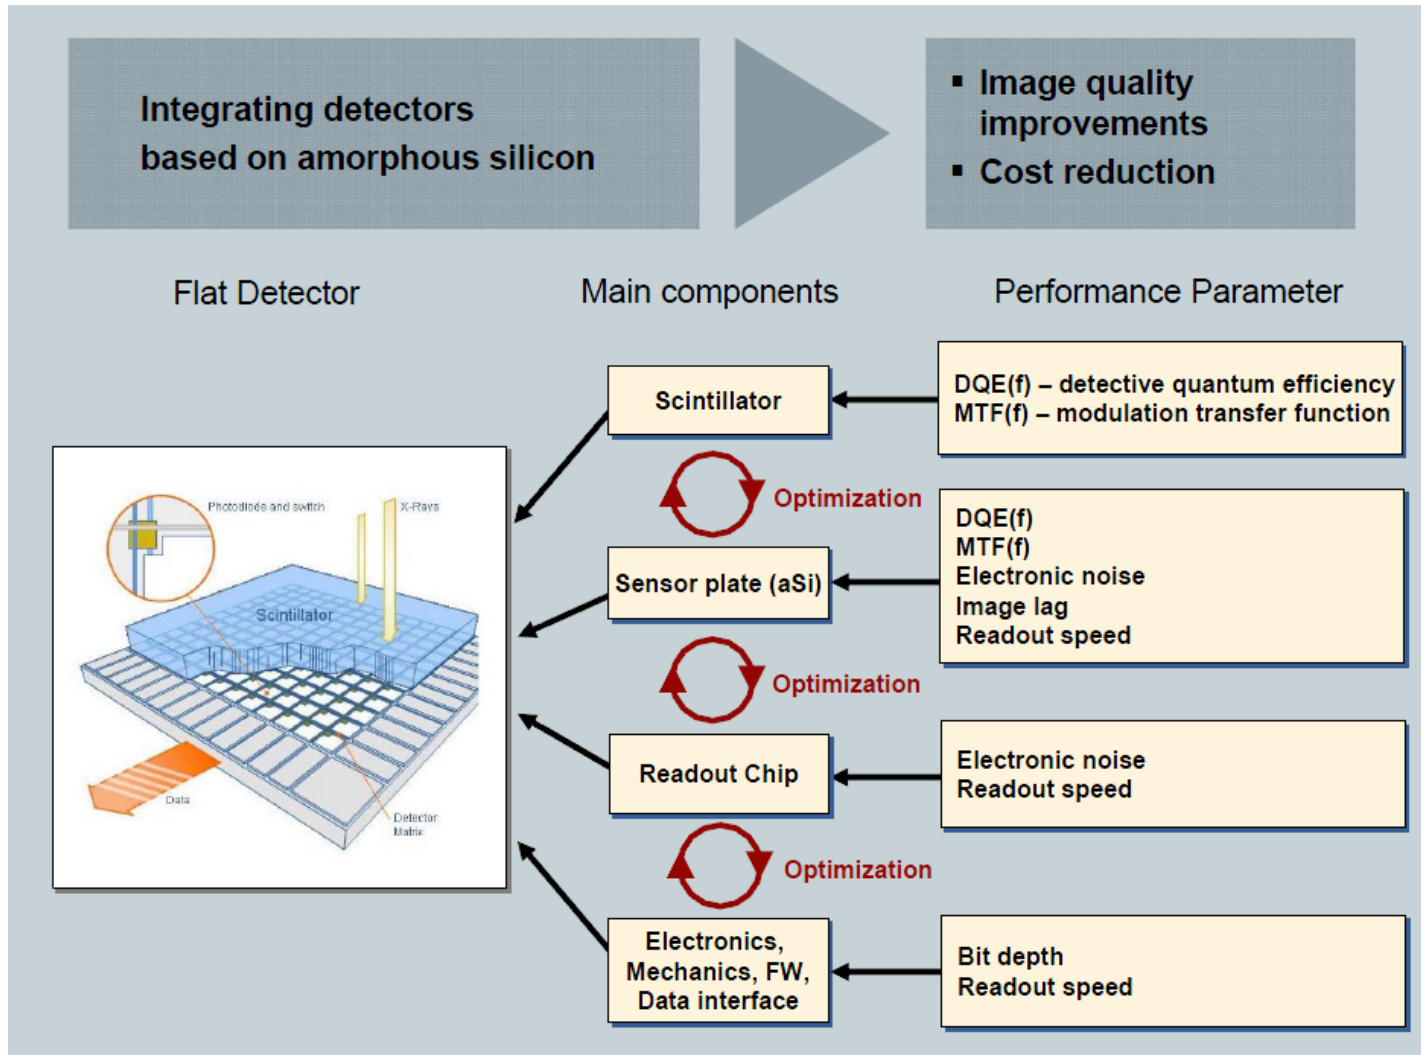 Integrating detectors
based on amorphous silicon
▪ Image quality
improvements
▪ Cost reduction
Flat Detector
Main components
Performance Parameter
Photodiode and switch
X-Rays
Scintillator
Data
Detector
Matrix
Scintillator
DQE(f) – detective quantum efficiency
MTF(f) – modulation transfer function
Optimization
Sensor plate (aSi)
DQE(f)
MTF(f)
Electronic noise
Image lag
Readout speed
Optimization
Readout Chip
Electronic noise
Readout speed
Optimization
Electronics,
Mechanics, FW,
Data interface
Bit depth
Readout speed